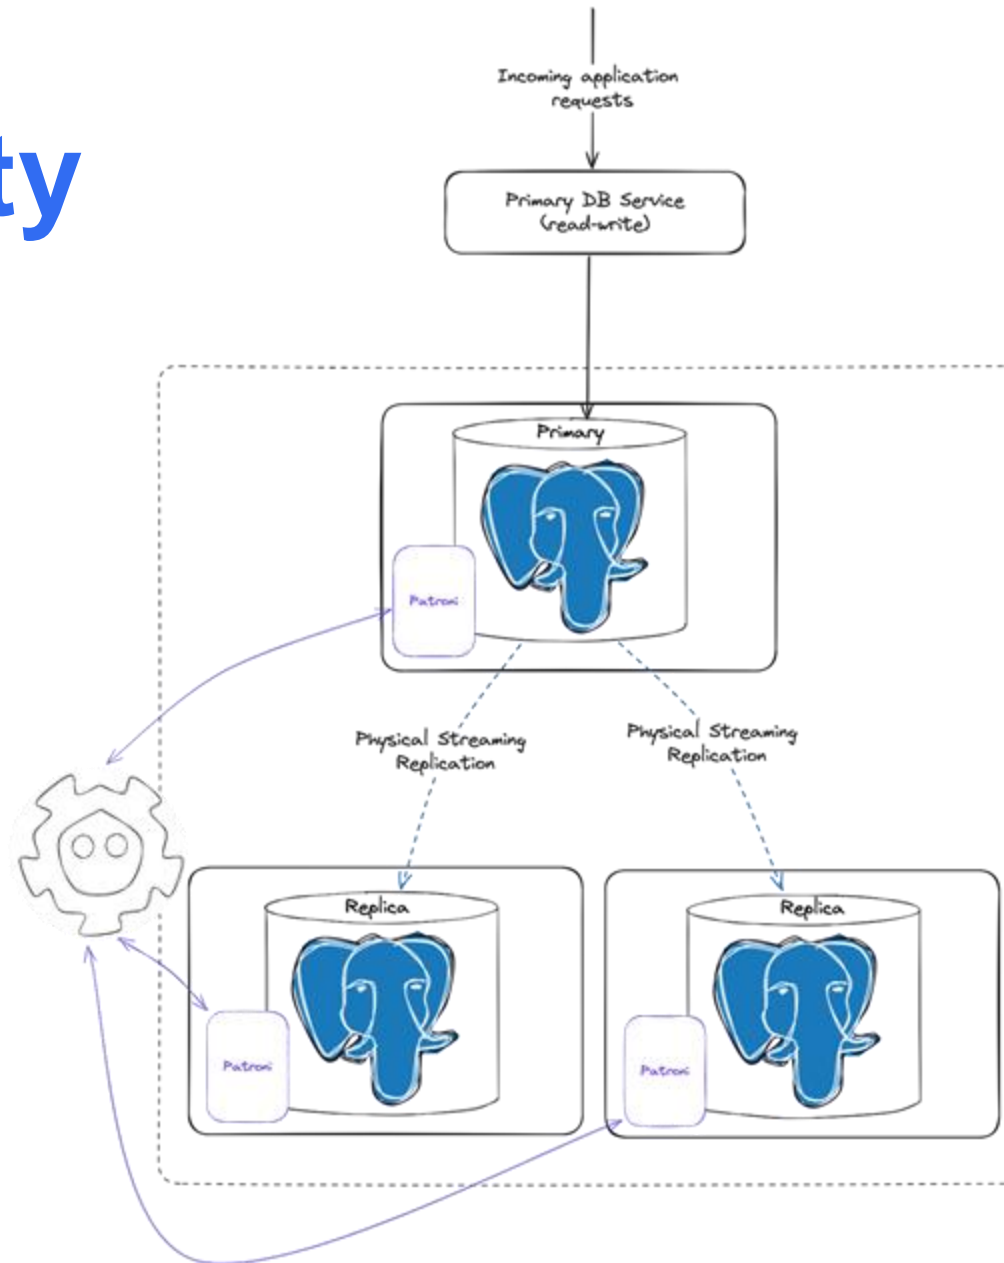 ty
Incoming application
requests
Primary DB Service
(read-write)
Primary
Patroni
Physical Streaming
Replication
Physical Streaming
Replication
Replica
Replica
Patroni
Patroni